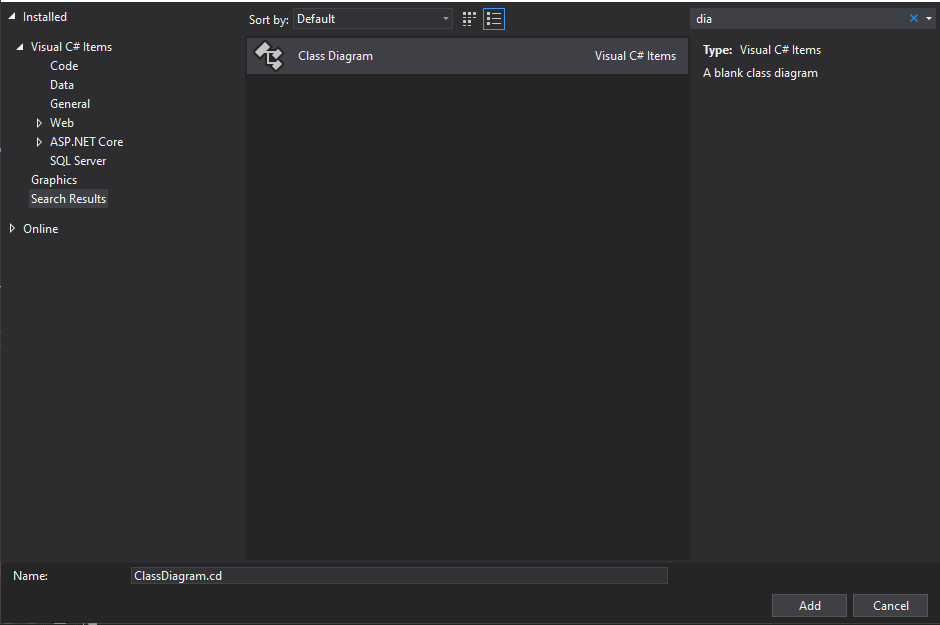 Installed
Visual C# Items
Code
Data
General
Web
ASP.NET Core
SQL Server
Graphics
Search Results
Online
Sort by: Default
Class Diagram Visual C# Items
dia
Type: Visual C# Items
A blank class diagram
Name: ClassDiagram.cd
Add Cancel